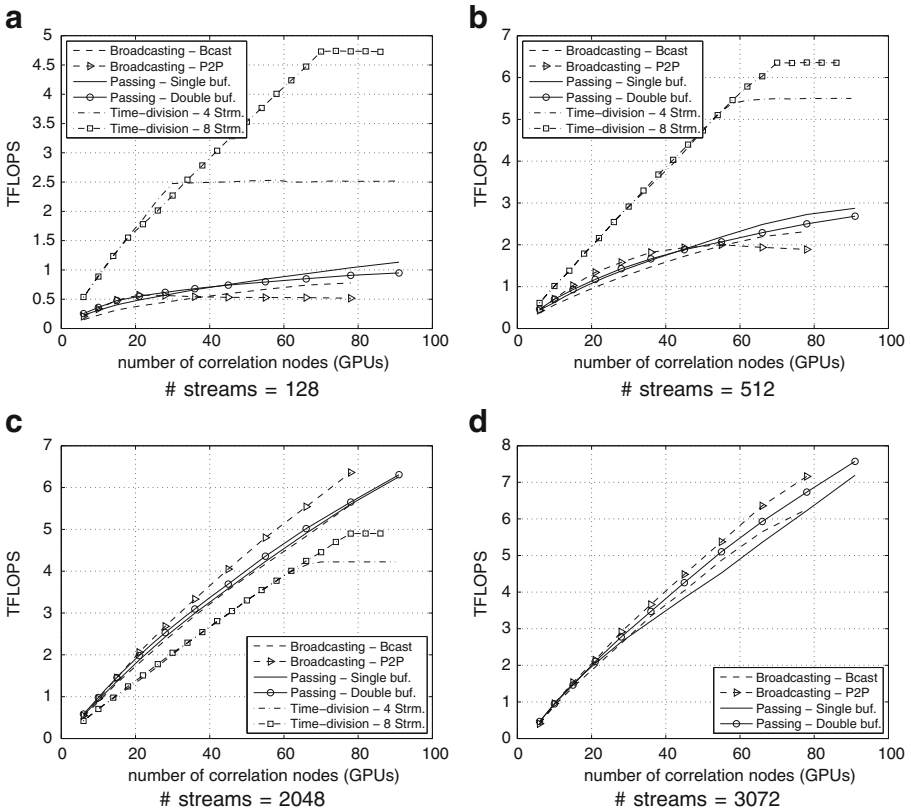 a
5
4.5
4
3.5
3
2.5
2
1.5
1
0.5
0
TFLOPS
Broadcasting − Bcast
Broadcasting − P2P
Passing − Single buf.
Passing − Double buf.
Time−division − 4 Strm.
Time−division − 8 Strm.
0 20 40 60 80 100
number of correlation nodes (GPUs)
# streams = 128
b
7
6
5
4
3
2
1
0
TFLOPS
Broadcasting − Bcast
Broadcasting − P2P
Passing − Single buf.
Passing − Double buf.
Time−division − 4 Strm.
Time−division − 8 Strm.
0 20 40 60 80 100
number of correlation nodes (GPUs)
# streams = 512
c
7
6
5
4
3
2
1
0
TFLOPS
Broadcasting − Bcast
Broadcasting − P2P
Passing − Single buf.
Passing − Double buf.
Time−division − 4 Strm.
Time−division − 8 Strm.
0 20 40 60 80 100
number of correlation nodes (GPUs)
# streams = 2048
d
8
7
6
5
4
3
2
1
0
TFLOPS
Broadcasting − Bcast
Broadcasting − P2P
Passing − Single buf.
Passing − Double buf.
0 20 40 60 80 100
number of correlation nodes (GPUs)
# streams = 3072